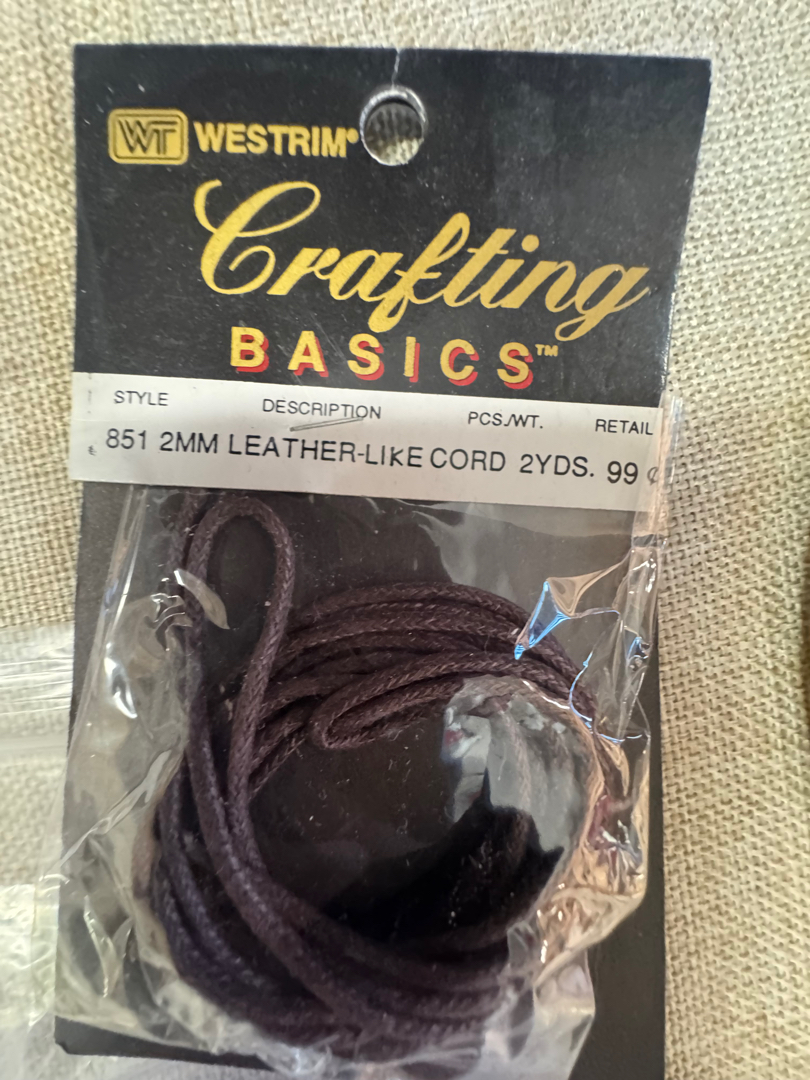 WT WESTRIM®
Crafting
BASICS™
STYLE DESCRIPTION PCS./WT. RETAIL
851 2MM LEATHER-LIKE CORD 2YDS. 99 ¢